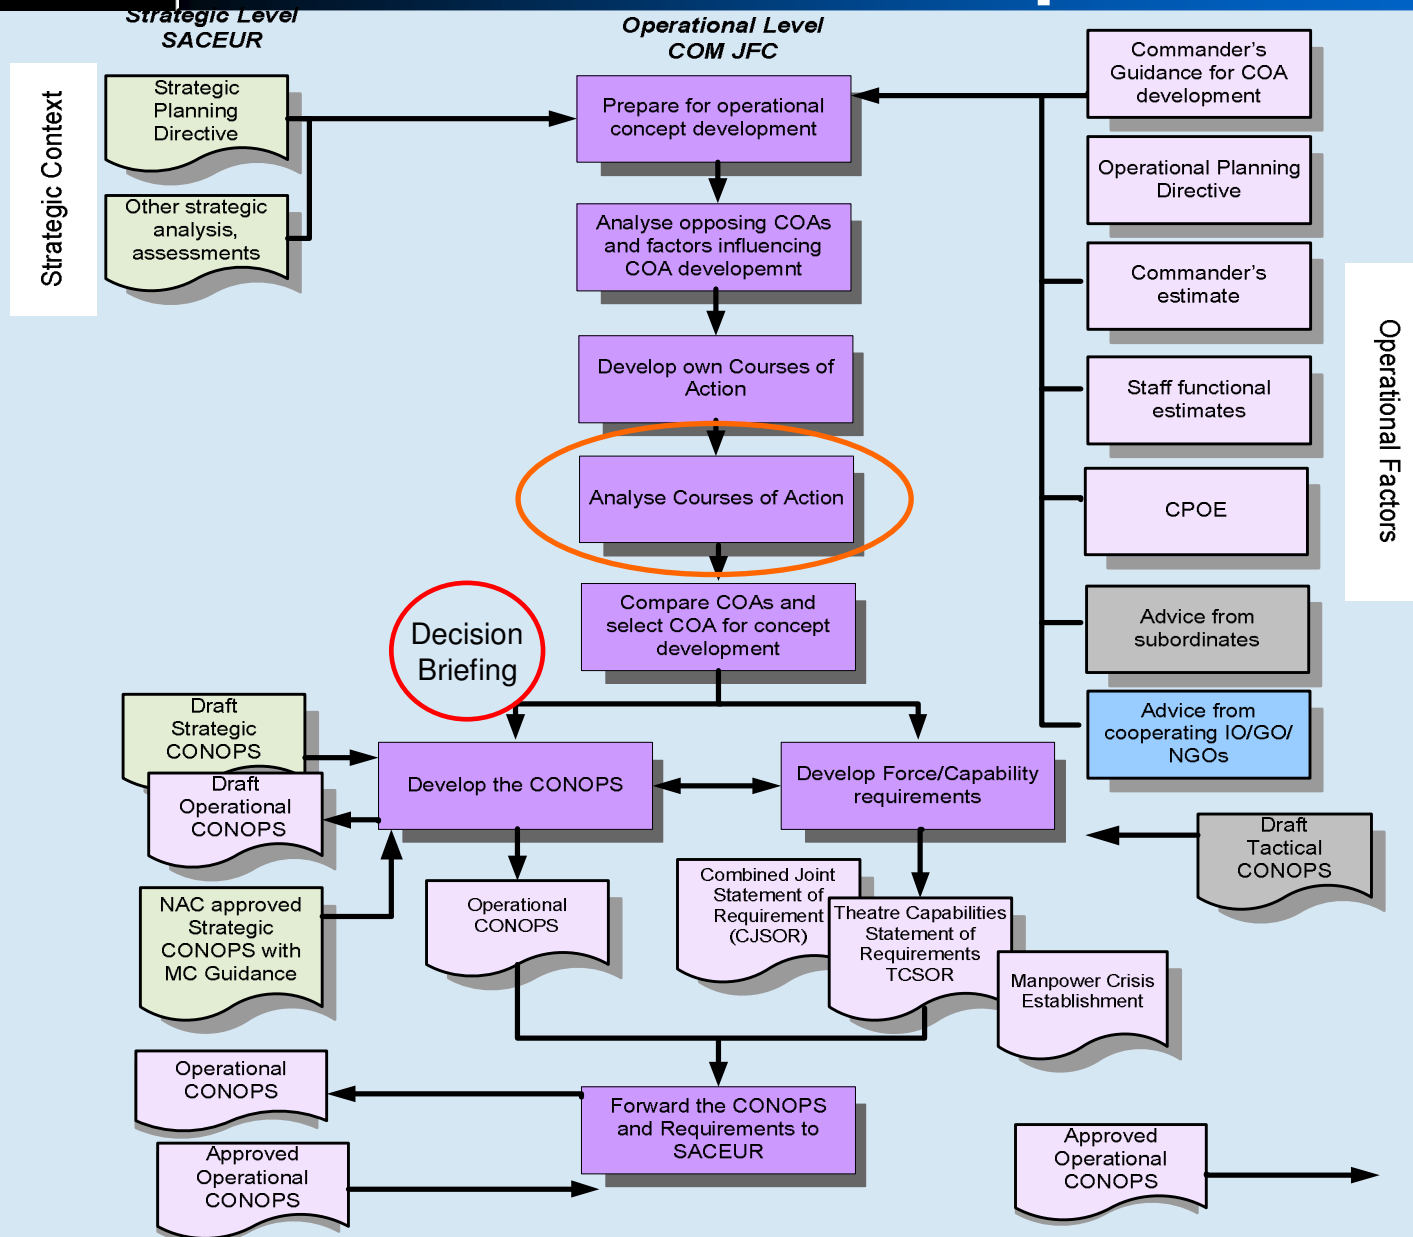 Strategic Level
SACEUR
Operational Level
COM JFC
Strategic Context
Strategic
Planning
Directive
Other strategic
analysis,
assessments
Prepare for operational
concept development
Analyse opposing COAs
and factors influencing
COA developemnt
Develop own Courses of
Action
Analyse Courses of Action
Compare COAs and
select COA for concept
development
Decision
Briefing
Commander's
Guidance for COA
development
Operational Planning
Directive
Commander's
estimate
Staff functional
estimates
CPOE
Advice from
subordinates
Advice from
cooperating IO/GO/
NGOs
Operational Factors
Draft
Strategic
CONOPS
Draft
Operational
CONOPS
NAC approved
Strategic
CONOPS with
MC Guidance
Develop the CONOPS
Develop Force/Capability
requirements
Draft
Tactical
CONOPS
Operational
CONOPS
Combined Joint
Statement of
Requirement
(CJSOR)
Theatre Capabilities
Statement of
Requirements
TCSOR
Manpower Crisis
Establishment
Operational
CONOPS
Forward the CONOPS
and Requirements to
SACEUR
Approved
Operational
CONOPS
Approved
Operational
CONOPS